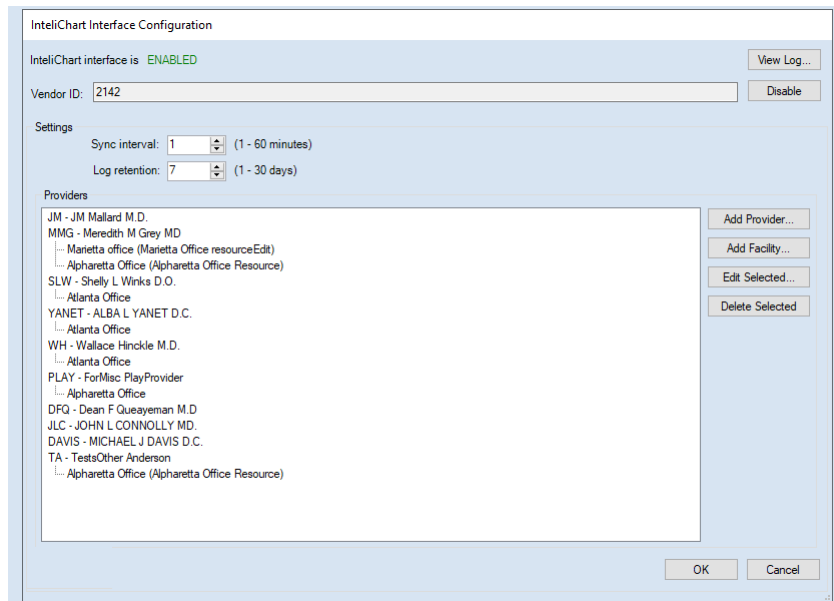 InteliChart Interface Configuration
InteliChart interface is ENABLED
View Log...
Vendor ID: 2142
Disable
Settings
Sync interval: 1 (1 - 60 minutes)
Log retention: 7 (1 - 30 days)
Providers
JM - JM Mallard M.D.
MMG - Meredith M Grey MD
Marietta office (Marietta Office resourceEdit)
Alpharetta Office (Alpharetta Office Resource)
SLW - Shelly L Winks D.O.
Atlanta Office
YANET - ALBA L YANET D.C.
Atlanta Office
WH - Wallace Hinckle M.D.
Atlanta Office
PLAY - ForMisc PlayProvider
Alpharetta Office
DFQ - Dean F Queayeman M.D
JLC - JOHN L CONNOLLY MD.
DAVIS - MICHAEL J DAVIS D.C.
TA - TestsOther Anderson
Alpharetta Office (Alpharetta Office Resource)
Add Provider...
Add Facility...
Edit Selected...
Delete Selected
OK
Cancel